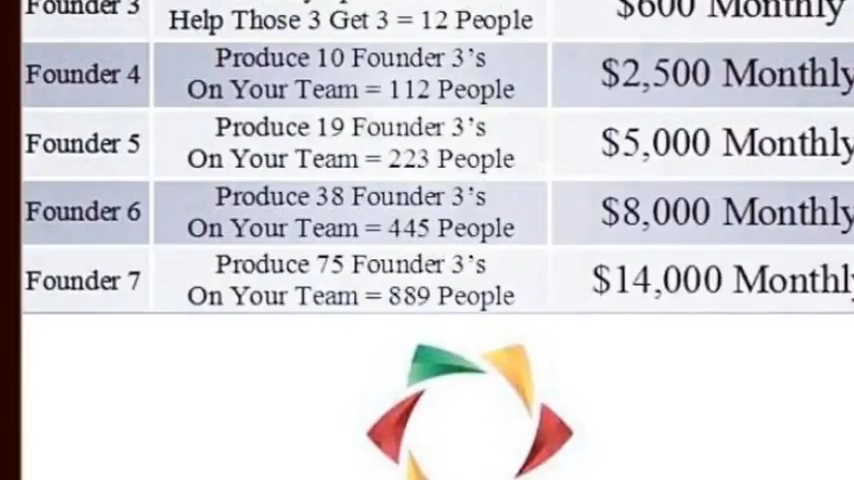 Founder 3
Help Those 3 Get 3 = 12 People
$600 Monthly
Founder 4
Produce 10 Founder 3's
On Your Team = 112 People
$2,500 Monthly
Founder 5
Produce 19 Founder 3's
On Your Team = 223 People
$5,000 Monthly
Founder 6
Produce 38 Founder 3's
On Your Team = 445 People
$8,000 Monthly
Founder 7
Produce 75 Founder 3's
On Your Team = 889 People
$14,000 Monthly